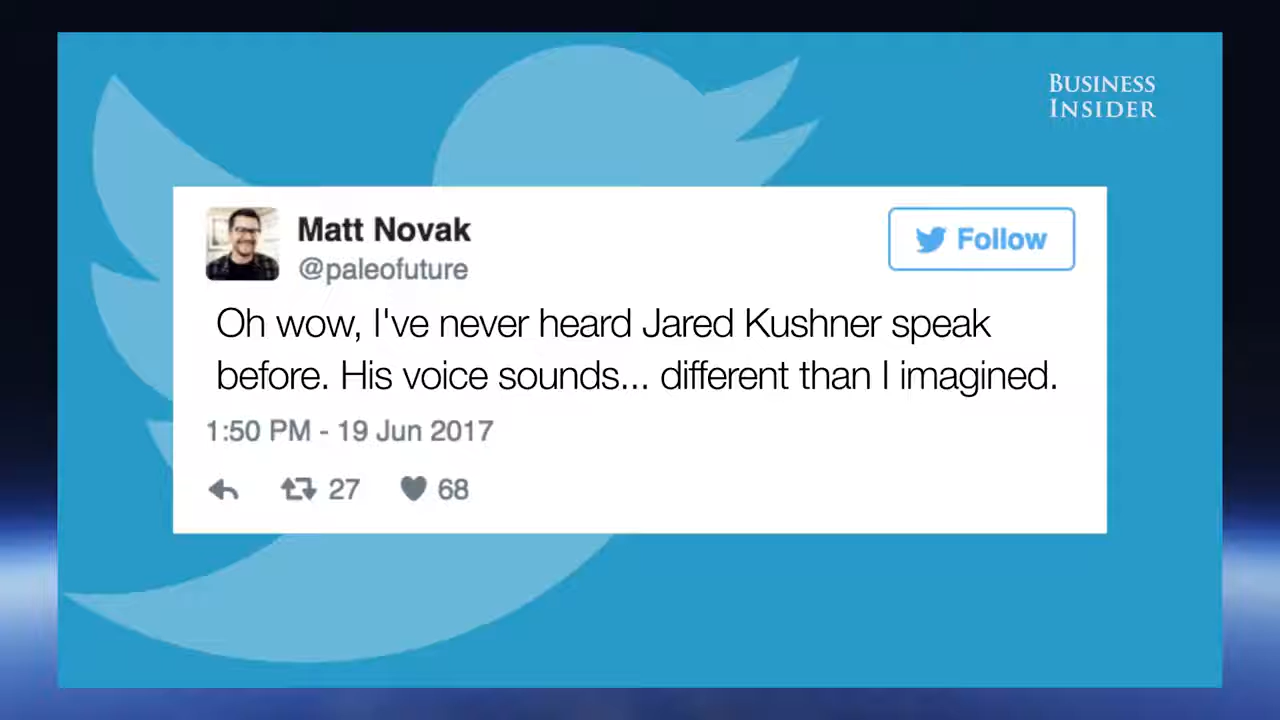 BUSINESS
INSIDER
Matt Novak
@paleofuture
Follow
Oh wow, I've never heard Jared Kushner speak
before. His voice sounds... different than I imagined.
1:50 PM - 19 Jun 2017
27 68